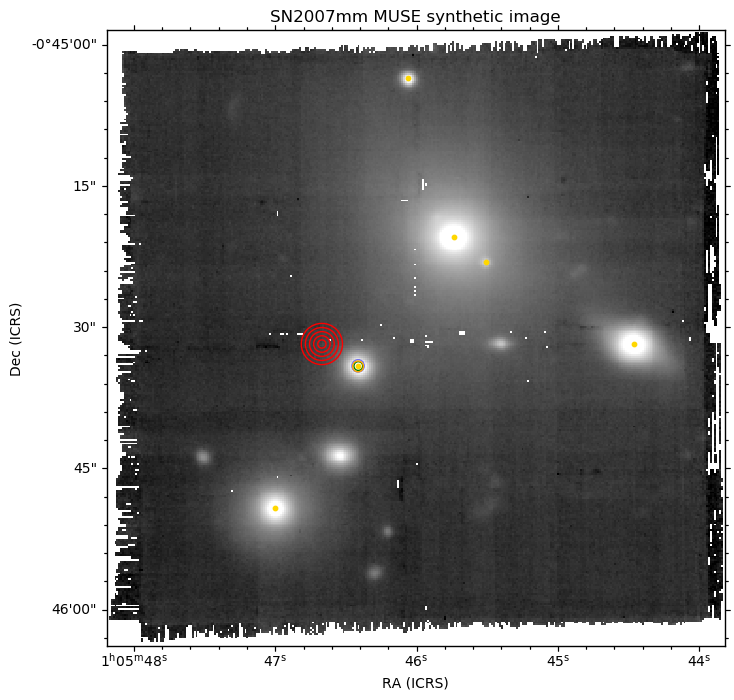 SN2007mm MUSE synthetic image
-0°45'00"
15"
30"
45"
46'00"
Dec (ICRS)
1ʰ05ᵐ48ˢ
47ˢ
46ˢ
45ˢ
44ˢ
RA (ICRS)